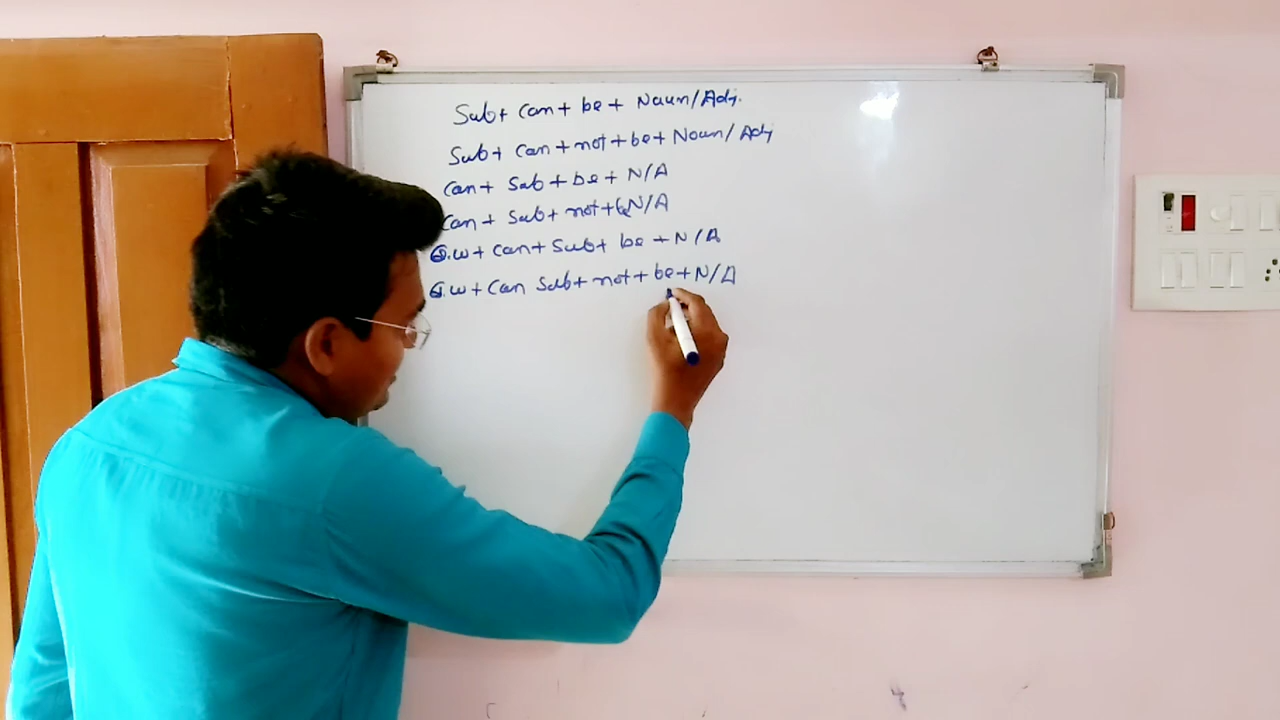 Sub+ Can + be + Noun/Adj.
Sub+ Can + not + be + Noun/Adj
Can + Sub + be + N/A
Can + Sub + not + be N/A
Q.W + Can + Sub + be + N/A
Q.W + Can Sub + not + be + N/A